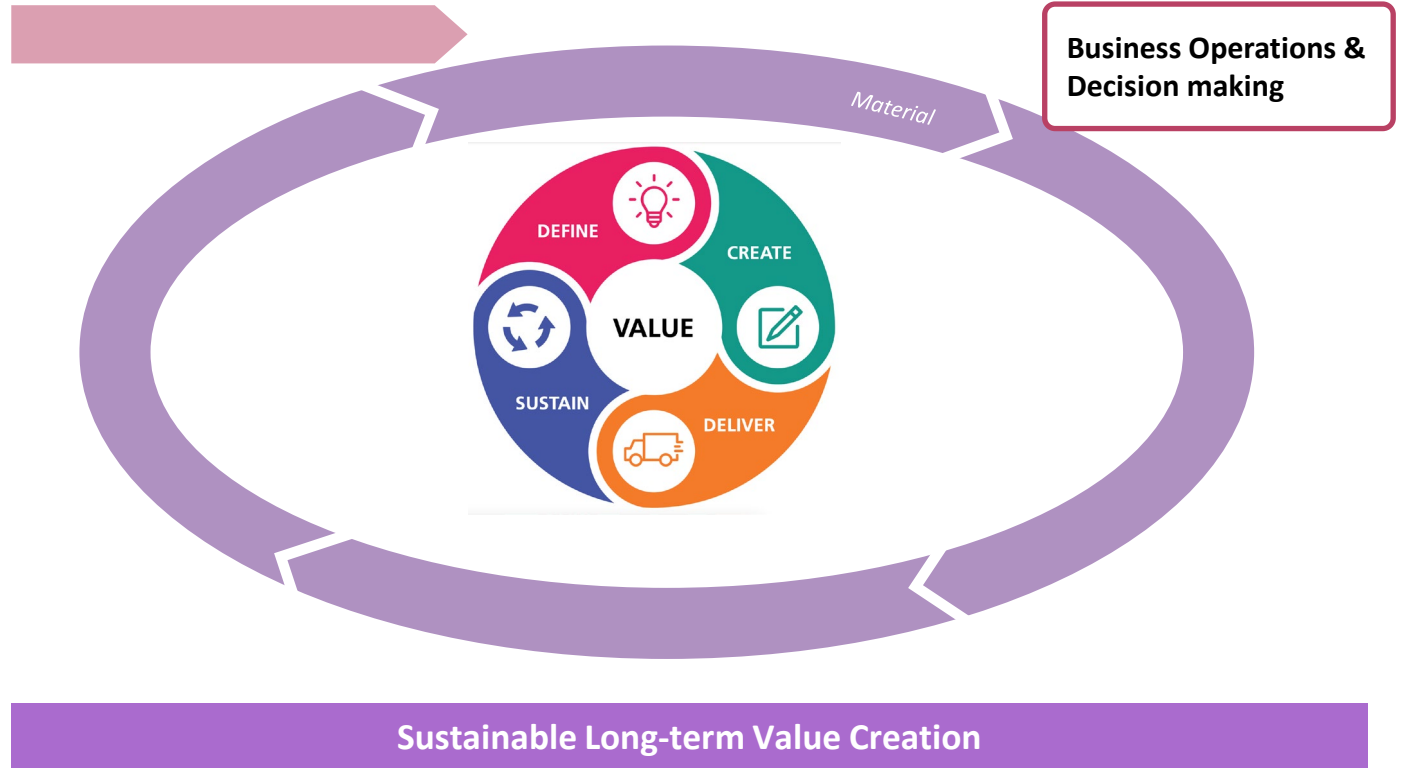 Business Operations &
Decision making
Material
DEFINE
CREATE
VALUE
SUSTAIN
DELIVER
Sustainable Long-term Value Creation